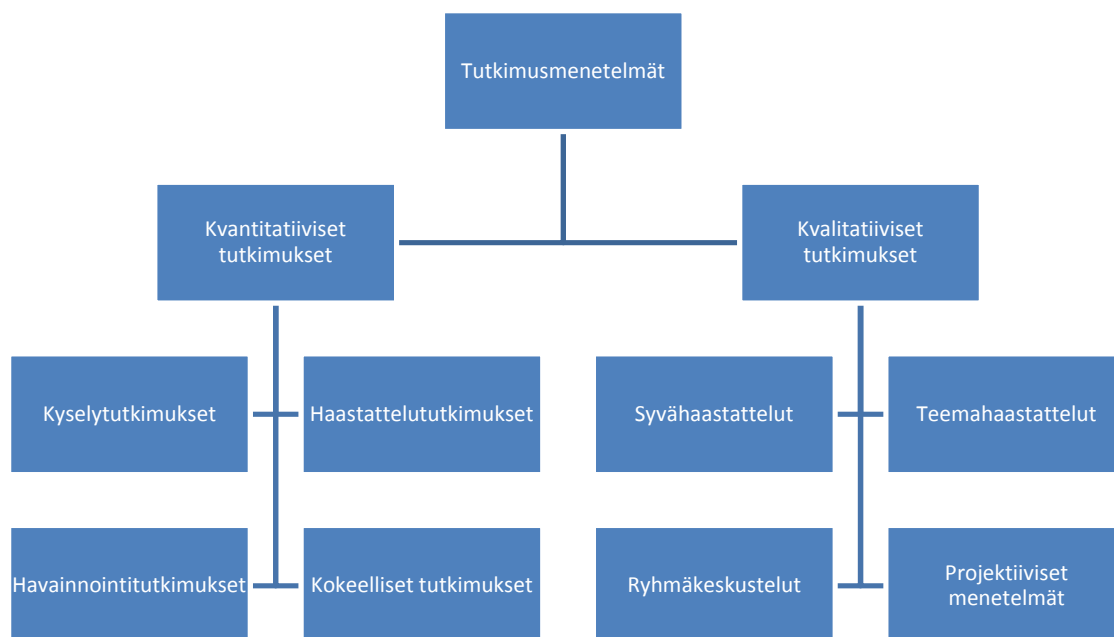 Tutkimusmenetelmät
Kvantitatiiviset
tutkimukset
Kvalitatiiviset
tutkimukset
Kyselytutkimukset
Haastattelututkimukset
Syvähaastattelut
Teemahaastattelut
Havainnointitutkimukset
Kokeelliset tutkimukset
Ryhmäkeskustelut
Projektiiviset
menetelmät